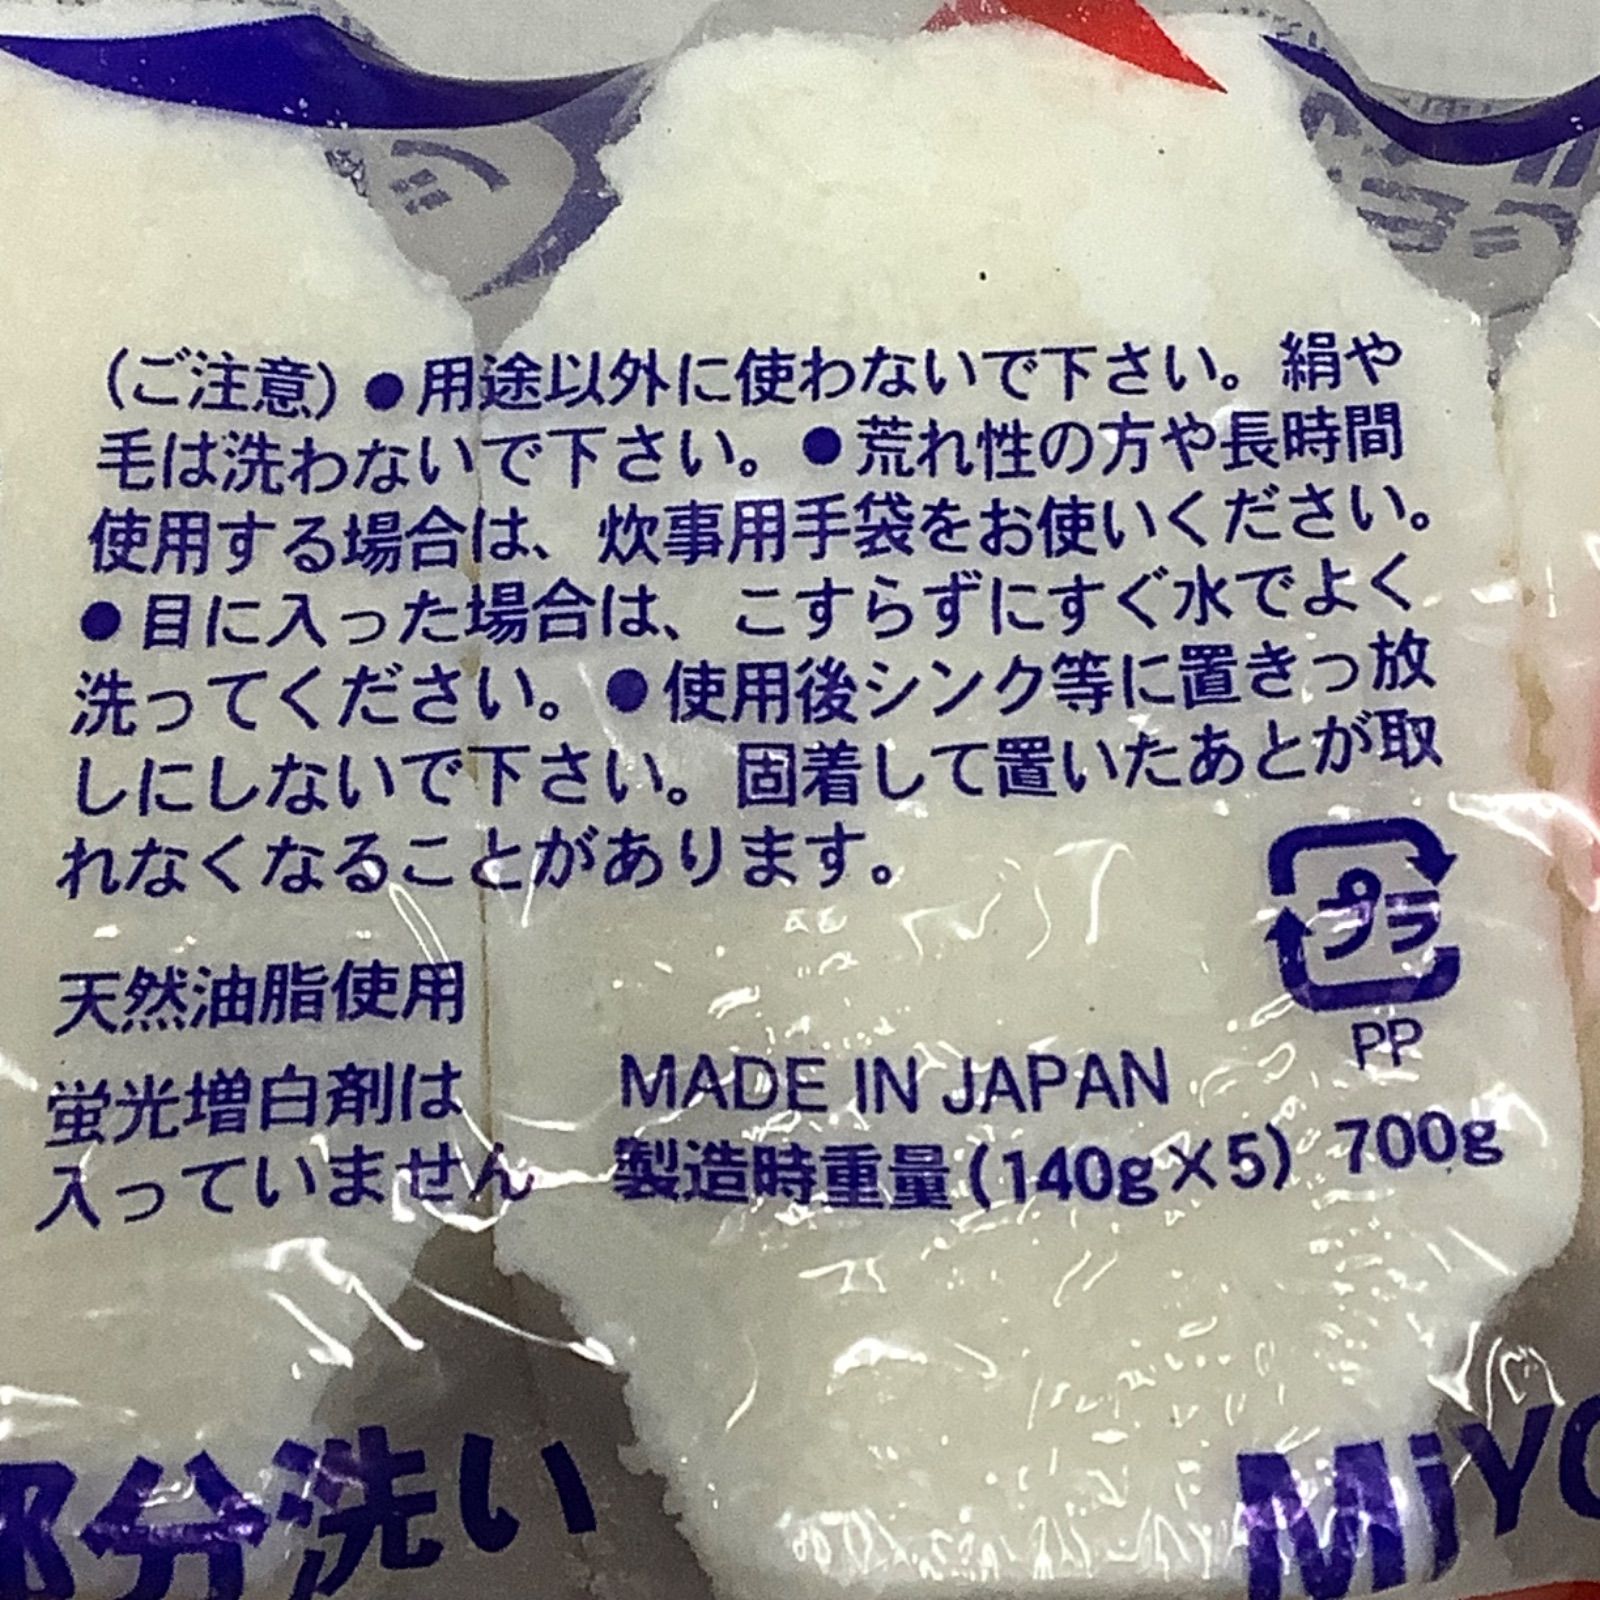 (ご注意)●用途以外に使わないで下さい。絹や
毛は洗わないで下さい。●荒れ性の方や長時間
使用する場合は、炊事用手袋をお使いください。
●目に入った場合は、こすらずにすぐ水でよく
洗ってください。●使用後シンク等に置きっ放
しにしないで下さい。固着して置いたあとが取
れなくなることがあります。
プラ
PP
天然油脂使用
蛍光増白剤は
入っていません
MADE IN JAPAN
製造時重量(140g×5) 700g
部分洗い
MiYO